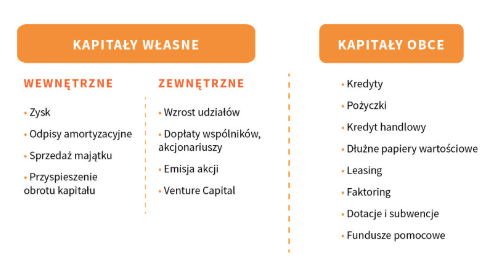 KAPITAŁY WŁASNE
WEWNĘTRZNE
• Zysk
• Odpisy amortyzacyjne
• Sprzedaż majątku
• Przyspieszenie
obrotu kapitału
ZEWNĘTRZNE
• Wzrost udziałów
• Dopłaty wspólników,
akcjonariuszy
• Emisja akcji
• Venture Capital
KAPITAŁY OBCE
• Kredyty
• Pożyczki
• Kredyt handlowy
• Dłużne papiery wartościowe
• Leasing
• Faktoring
• Dotacje i subwencje
• Fundusze pomocowe